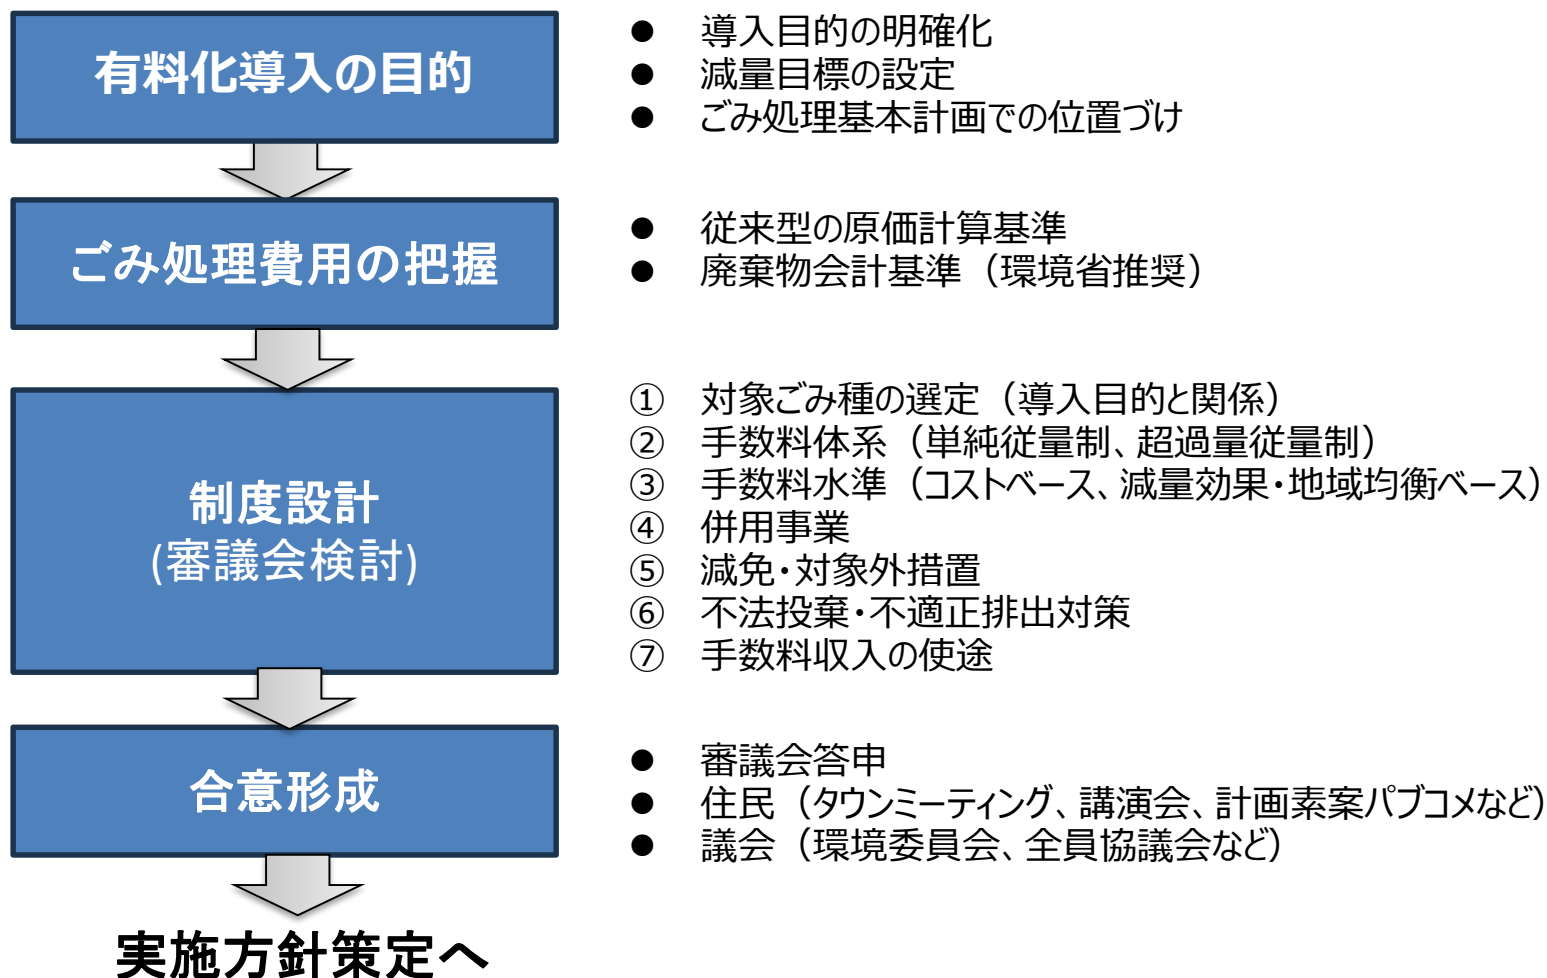 有料化導入の目的
● 導入目的の明確化
● 減量目標の設定
● ごみ処理基本計画での位置づけ
ごみ処理費用の把握
● 従来型の原価計算基準
● 廃棄物会計基準（環境省推奨）
制度設計
(審議会検討)
① 対象ごみ種の選定（導入目的と関係）
② 手数料体系（単純従量制、超過量従量制）
③ 手数料水準（コストベース、減量効果・地域均衡ベース）
④ 併用事業
⑤ 減免・対象外措置
⑥ 不法投棄・不適正排出対策
⑦ 手数料収入の使途
合意形成
● 審議会答申
● 住民（タウンミーティング、講演会、計画素案パブコメなど）
● 議会（環境委員会、全員協議会など）
実施方針策定へ